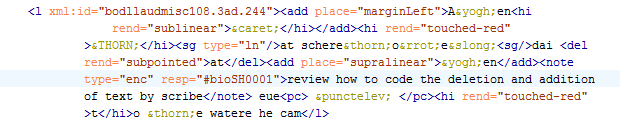 <l xml:id="bodllaudmisc108.3ad.244"><add place="marginLeft">A&yogh;en<hi
rend="sublinear">&caret;</hi></add><hi rend="touched-red"
>&THORN;</hi><sg type="ln"/>at schere&thorn;o&rrot;e&slong;<sg/>dai <del
rend="subpointed">at</del><add place="supralinear">&yogh;en</add><note
type="enc" resp="#bioSH0001">review how to code the deletion and addition
of text by scribe</note> eue<pc> &punctelev; </pc><hi rend="touched-red"
>t</hi>o &thorn;e watere he cam</l>